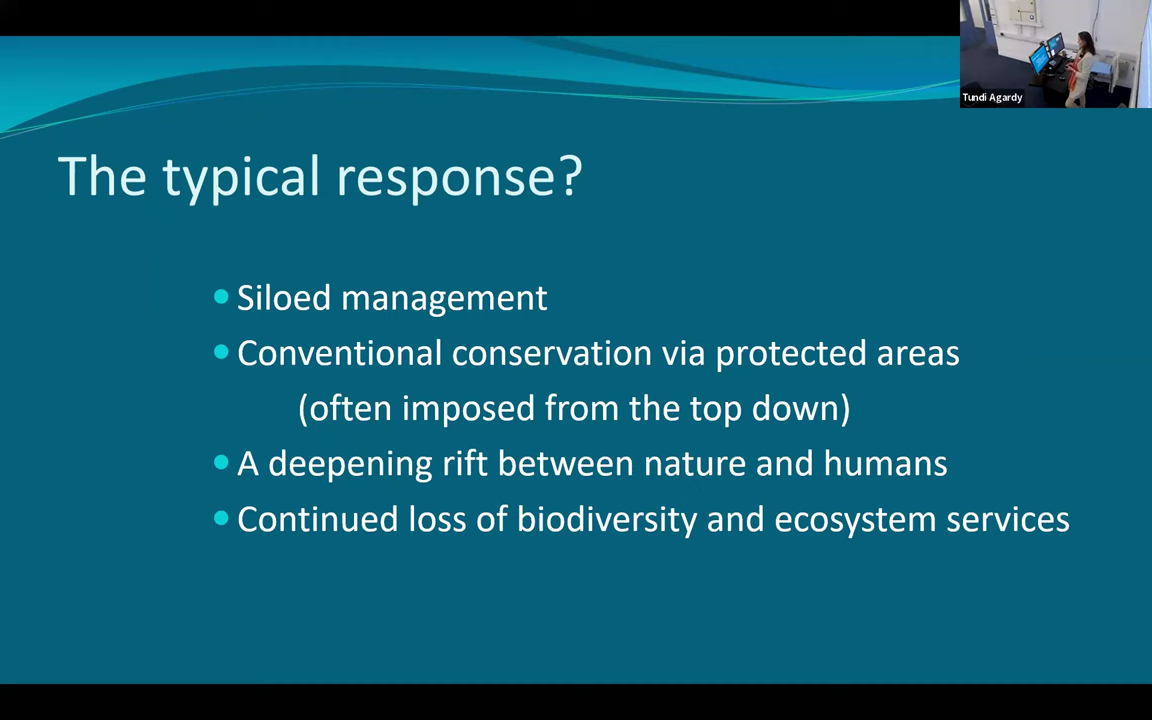 Tundi Agardy
The typical response?
Siloed management
Conventional conservation via protected areas
(often imposed from the top down)
A deepening rift between nature and humans
Continued loss of biodiversity and ecosystem services